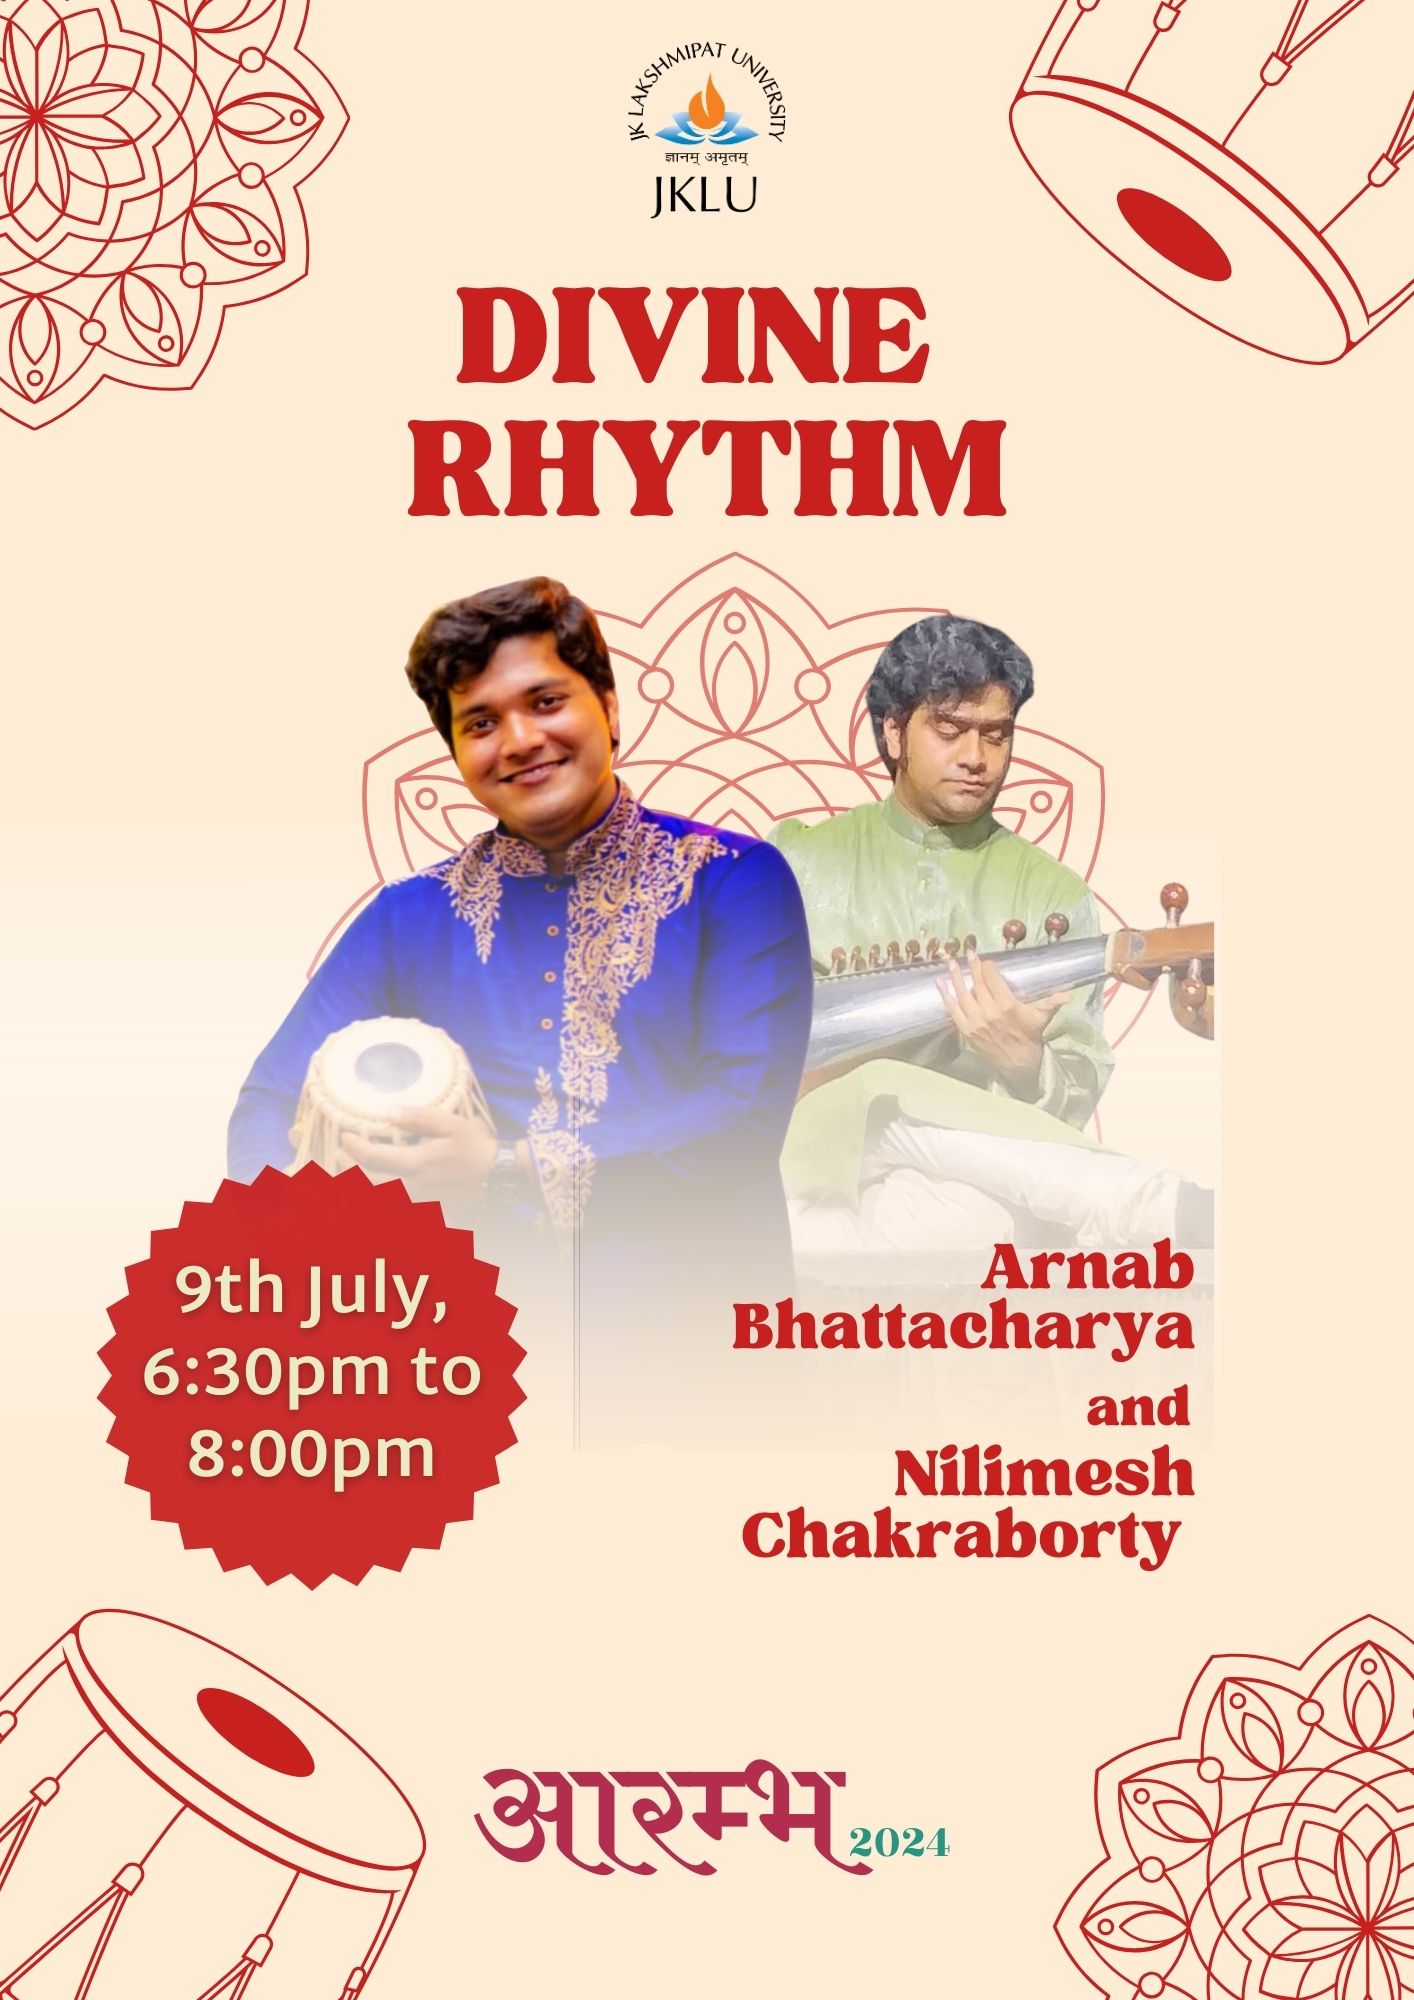 JK LAKSHMIPAT UNIVERSITY
ज्ञानम् अमृतम्
JKLU
DIVINE
RHYTHM
9th July,
6:30pm to
8:00pm
Arnab
Bhattacharya
and
Nilimesh
Chakraborty
आरम्भ 2024